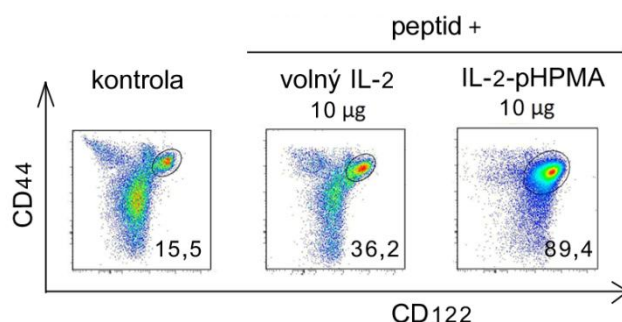 peptid +
kontrola
volný IL-2
10 µg
IL-2-pHPMA
10 µg
CD44
15,5
36,2
89,4
CD122